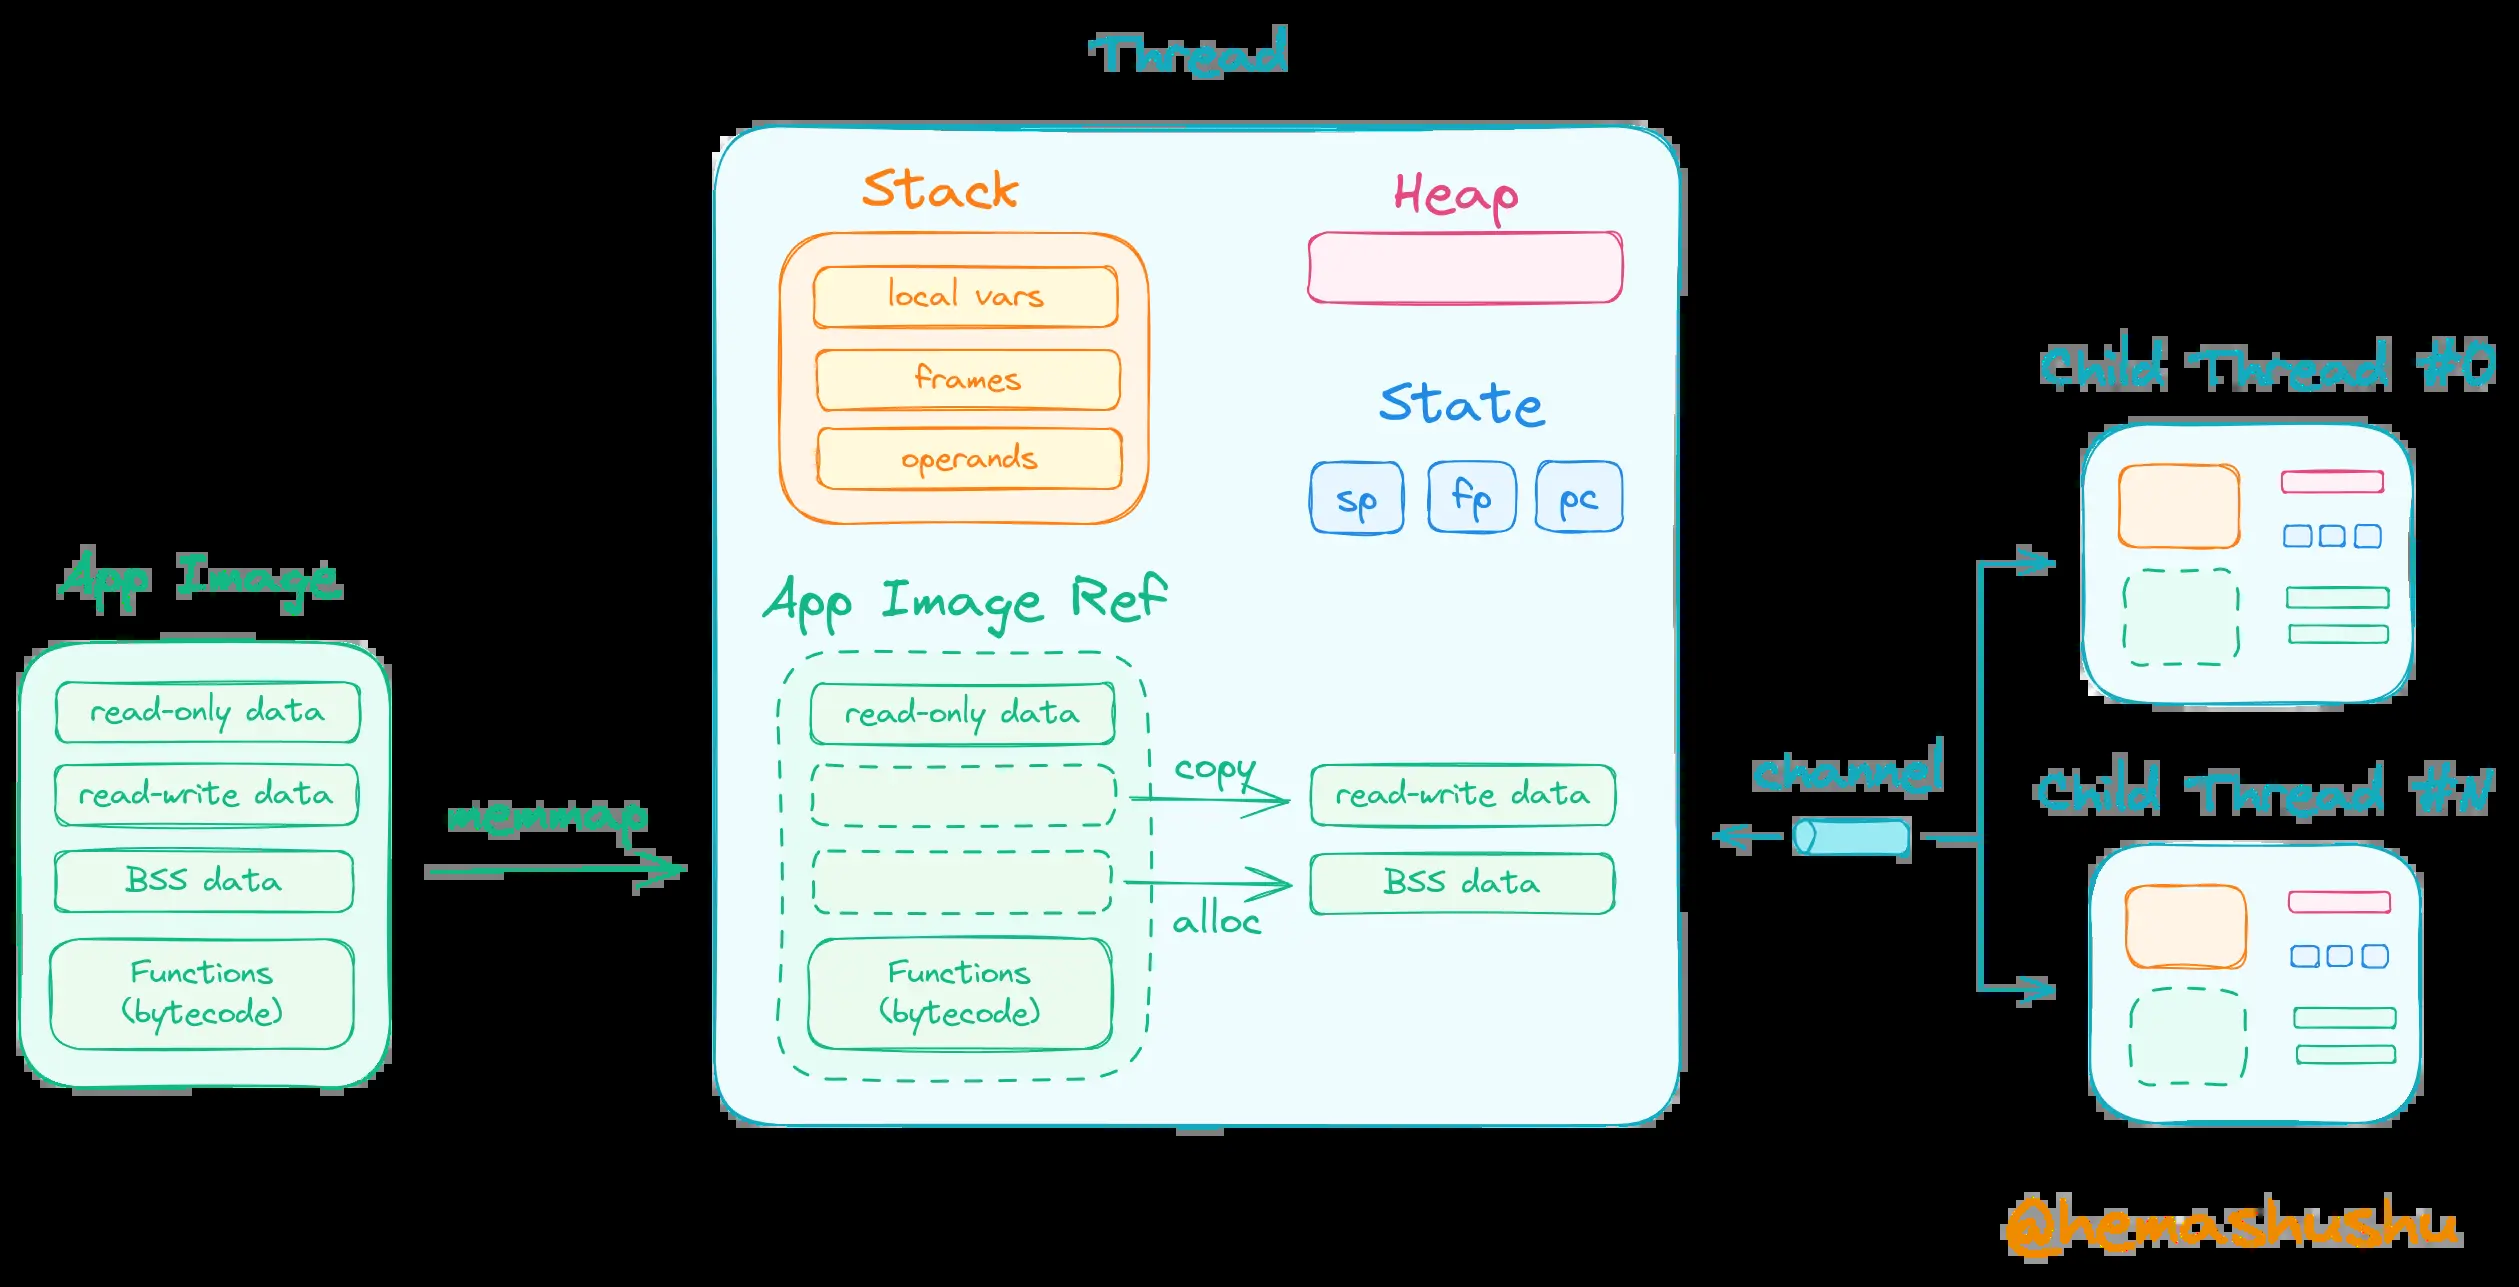 Thread
Stack
local vars
frames
operands
Heap
State
sp
fp
pc
App Image
read-only data
read-write data
BSS data
Functions
(bytecode)
memmap
App Image Ref
read-only data
Functions
(bytecode)
copy
alloc
read-write data
BSS data
channel
Child Thread #0
Child Thread #N
@hemashushu